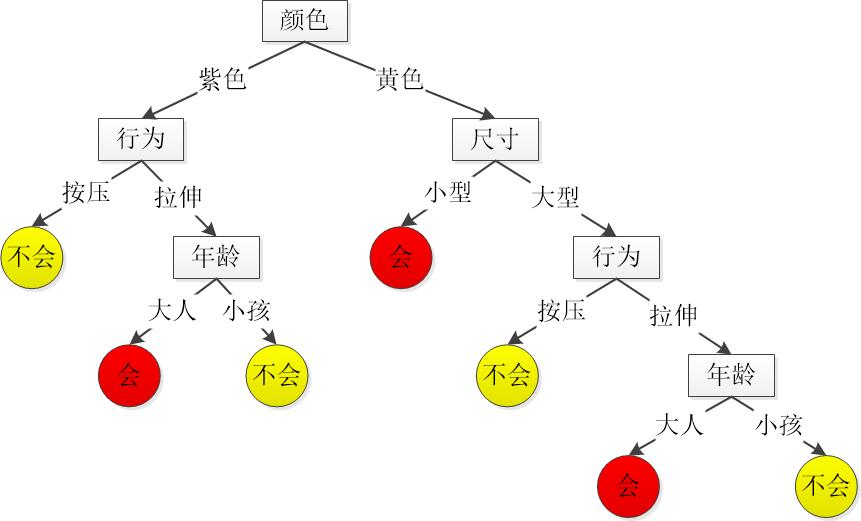 颜色
紫色
黄色
行为
尺寸
按压
拉伸
小型
大型
不会
年龄
会
行为
大人
小孩
按压
拉伸
会
不会
不会
年龄
大人
小孩
会
不会